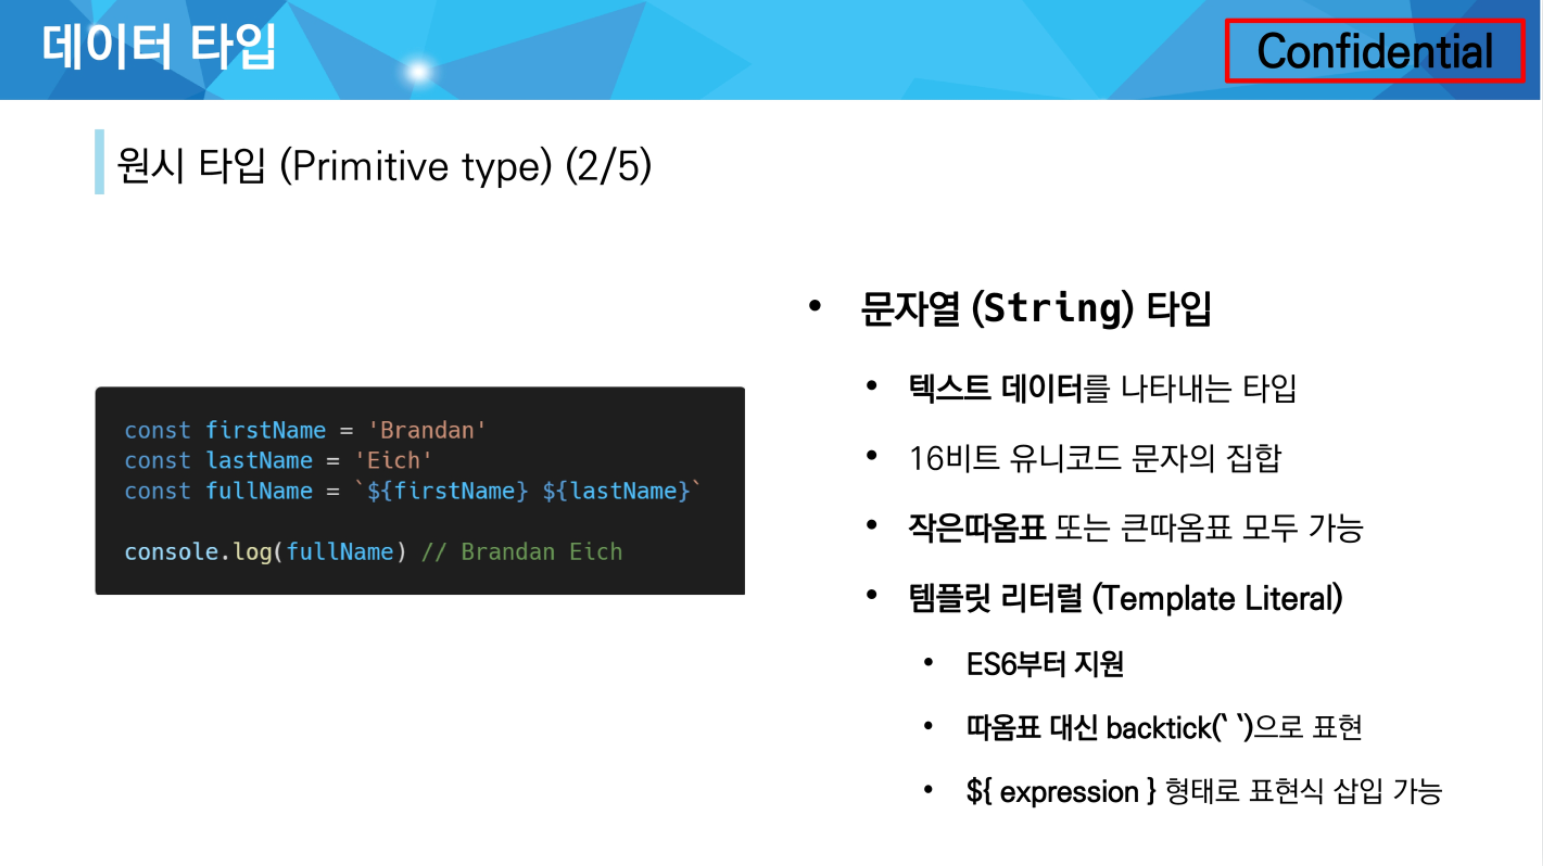 데이터 타입
Confidential
원시 타입 (Primitive type) (2/5)
const firstName = 'Brandan'
const lastName = 'Eich'
const fullName = `${firstName} ${lastName}`
console.log(fullName) // Brandan Eich
• 문자열 (String) 타입
• 텍스트 데이터를 나타내는 타입
• 16비트 유니코드 문자의 집합
• 작은따옴표 또는 큰따옴표 모두 가능
• 템플릿 리터럴 (Template Literal)
• ES6부터 지원
• 따옴표 대신 backtick(` `)으로 표현
• ${ expression } 형태로 표현식 삽입 가능